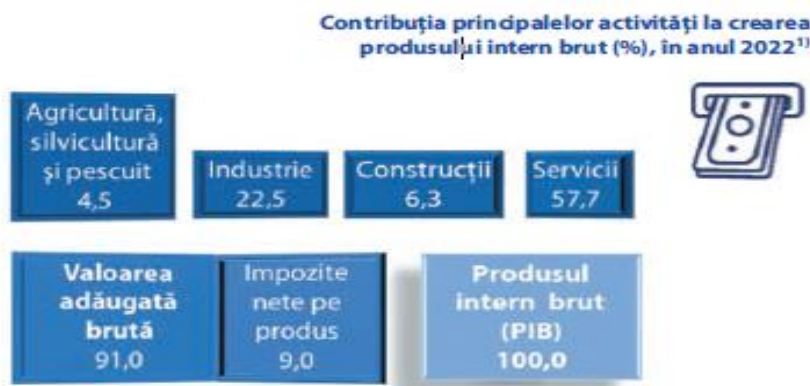 Contribuția principalelor activități la crearea
produsului intern brut (%), în anul 2022¹⁾
Agricultură,
silvicultură
și pescuit
4,5
Industrie
22,5
Construcții
6,3
Servicii
57,7
Valoarea
adăugată
brută
91,0
Impozite
nete pe
produs
9,0
Produsul
intern brut
(PIB)
100,0